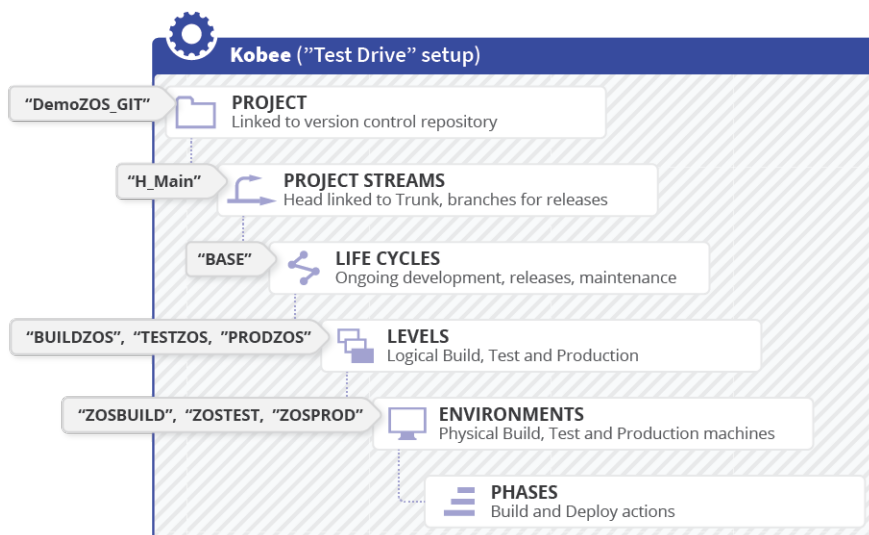 Kobee (”Test Drive” setup)
“DemoZOS_GIT”
PROJECT
Linked to version control repository
“H_Main”
PROJECT STREAMS
Head linked to Trunk, branches for releases
“BASE”
LIFE CYCLES
Ongoing development, releases, maintenance
“BUILDZOS”, “TESTZOS, “PRODZOS”
LEVELS
Logical Build, Test and Production
“ZOSBUILD”, “ZOSTEST, “ZOSPROD”
ENVIRONMENTS
Physical Build, Test and Production machines
PHASES
Build and Deploy actions